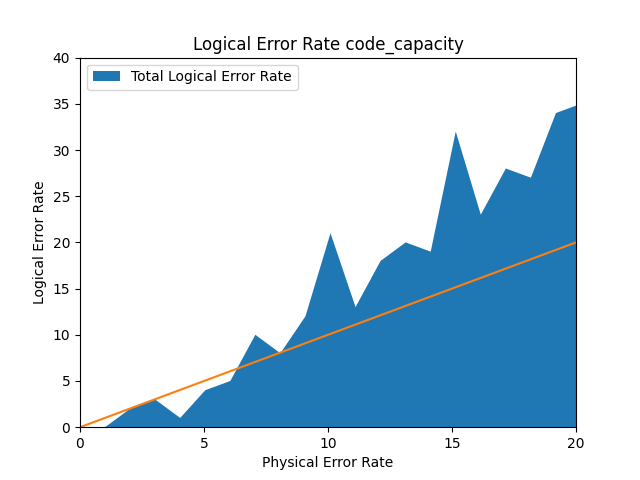 Logical Error Rate code_capacity
Total Logical Error Rate
40
35
30
25
20
15
10
5
0
Logical Error Rate
0 5 10 15 20
Physical Error Rate